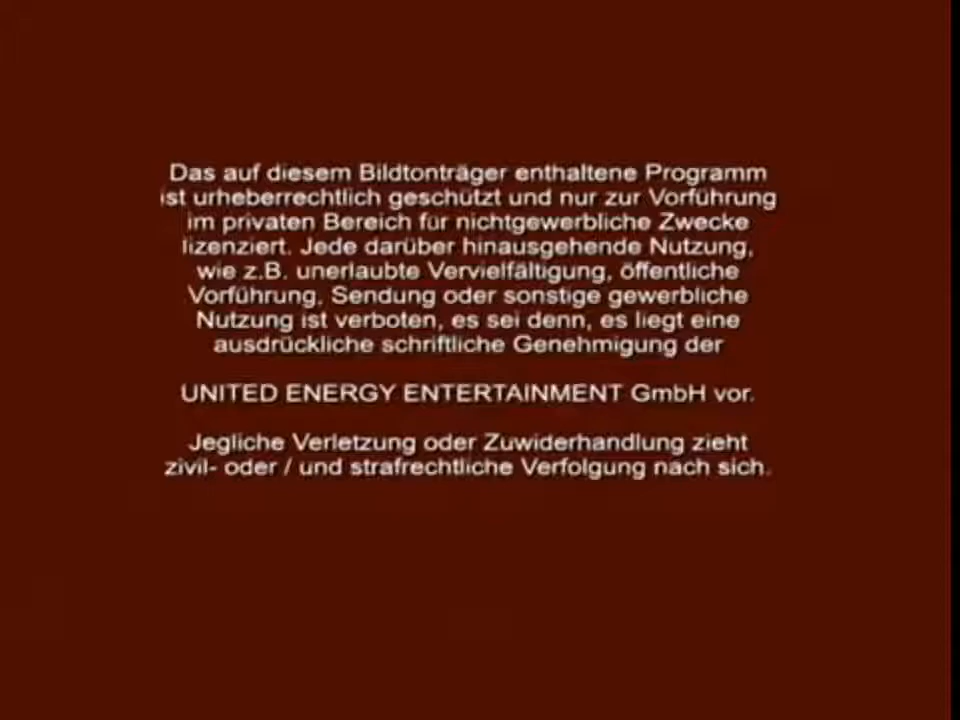 Das auf diesem Bildtonträger enthaltene Programm
ist urheberrechtlich geschützt und nur zur Vorführung
im privaten Bereich für nichtgewerbliche Zwecke
lizenziert. Jede darüber hinausgehende Nutzung,
wie z.B. unerlaubte Vervielfältigung, öffentliche
Vorführung, Sendung oder sonstige gewerbliche
Nutzung ist verboten, es sei denn, es liegt eine
ausdrückliche schriftliche Genehmigung der
UNITED ENERGY ENTERTAINMENT GmbH vor.
Jegliche Verletzung oder Zuwiderhandlung zieht
zivil- oder / und strafrechtliche Verfolgung nach sich.